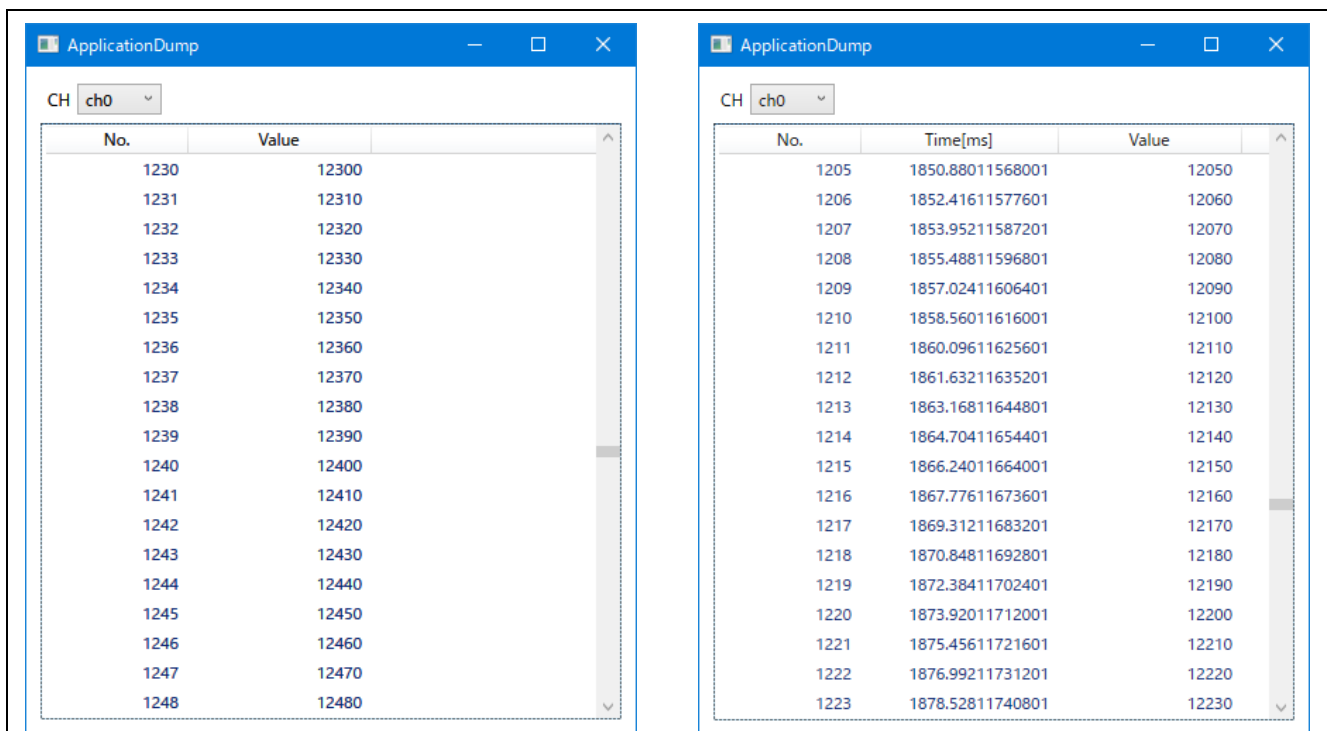 ApplicationDump
CH ch0
No. Value
1230 12300
1231 12310
1232 12320
1233 12330
1234 12340
1235 12350
1236 12360
1237 12370
1238 12380
1239 12390
1240 12400
1241 12410
1242 12420
1243 12430
1244 12440
1245 12450
1246 12460
1247 12470
1248 12480
ApplicationDump
CH ch0
No. Time[ms] Value
1205 1850.88011568001 12050
1206 1852.41611577601 12060
1207 1853.95211587201 12070
1208 1855.48811596801 12080
1209 1857.02411606401 12090
1210 1858.56011616001 12100
1211 1860.09611625601 12110
1212 1861.63211635201 12120
1213 1863.16811644801 12130
1214 1864.70411654401 12140
1215 1866.24011664001 12150
1216 1867.77611673601 12160
1217 1869.31211683201 12170
1218 1870.84811692801 12180
1219 1872.38411702401 12190
1220 1873.92011712001 12200
1221 1875.45611721601 12210
1222 1876.99211731201 12220
1223 1878.52811740801 12230